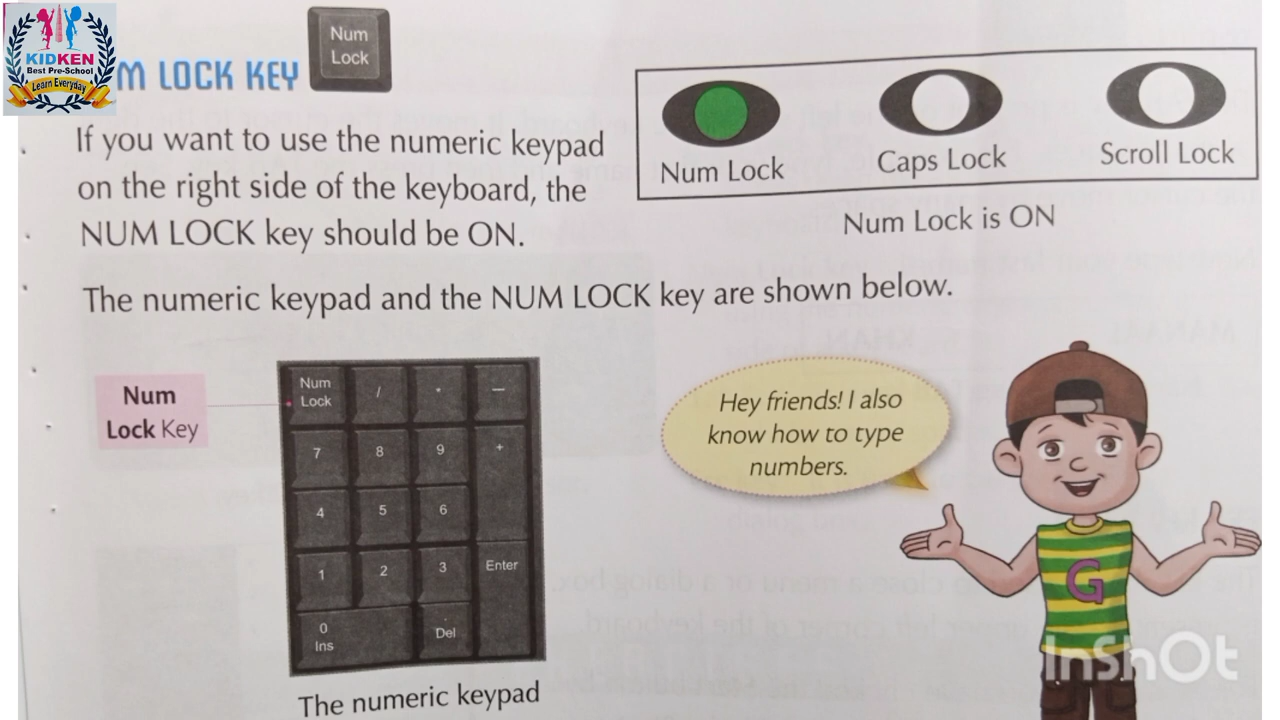 KIDKEN
Best Pre-School
Learn Everyday
M LOCK KEY
Num
Lock
If you want to use the numeric keypad
on the right side of the keyboard, the
NUM LOCK key should be ON.
Num Lock
Caps Lock
Scroll Lock
Num Lock is ON
The numeric keypad and the NUM LOCK key are shown below.
Num
Lock Key
Num
Lock
/
.
—
7
8
9
+
4
5
6
1
2
3
Enter
0
Ins
.
Del
The numeric keypad
Hey friends! I also
know how to type
numbers.
G
InShOt